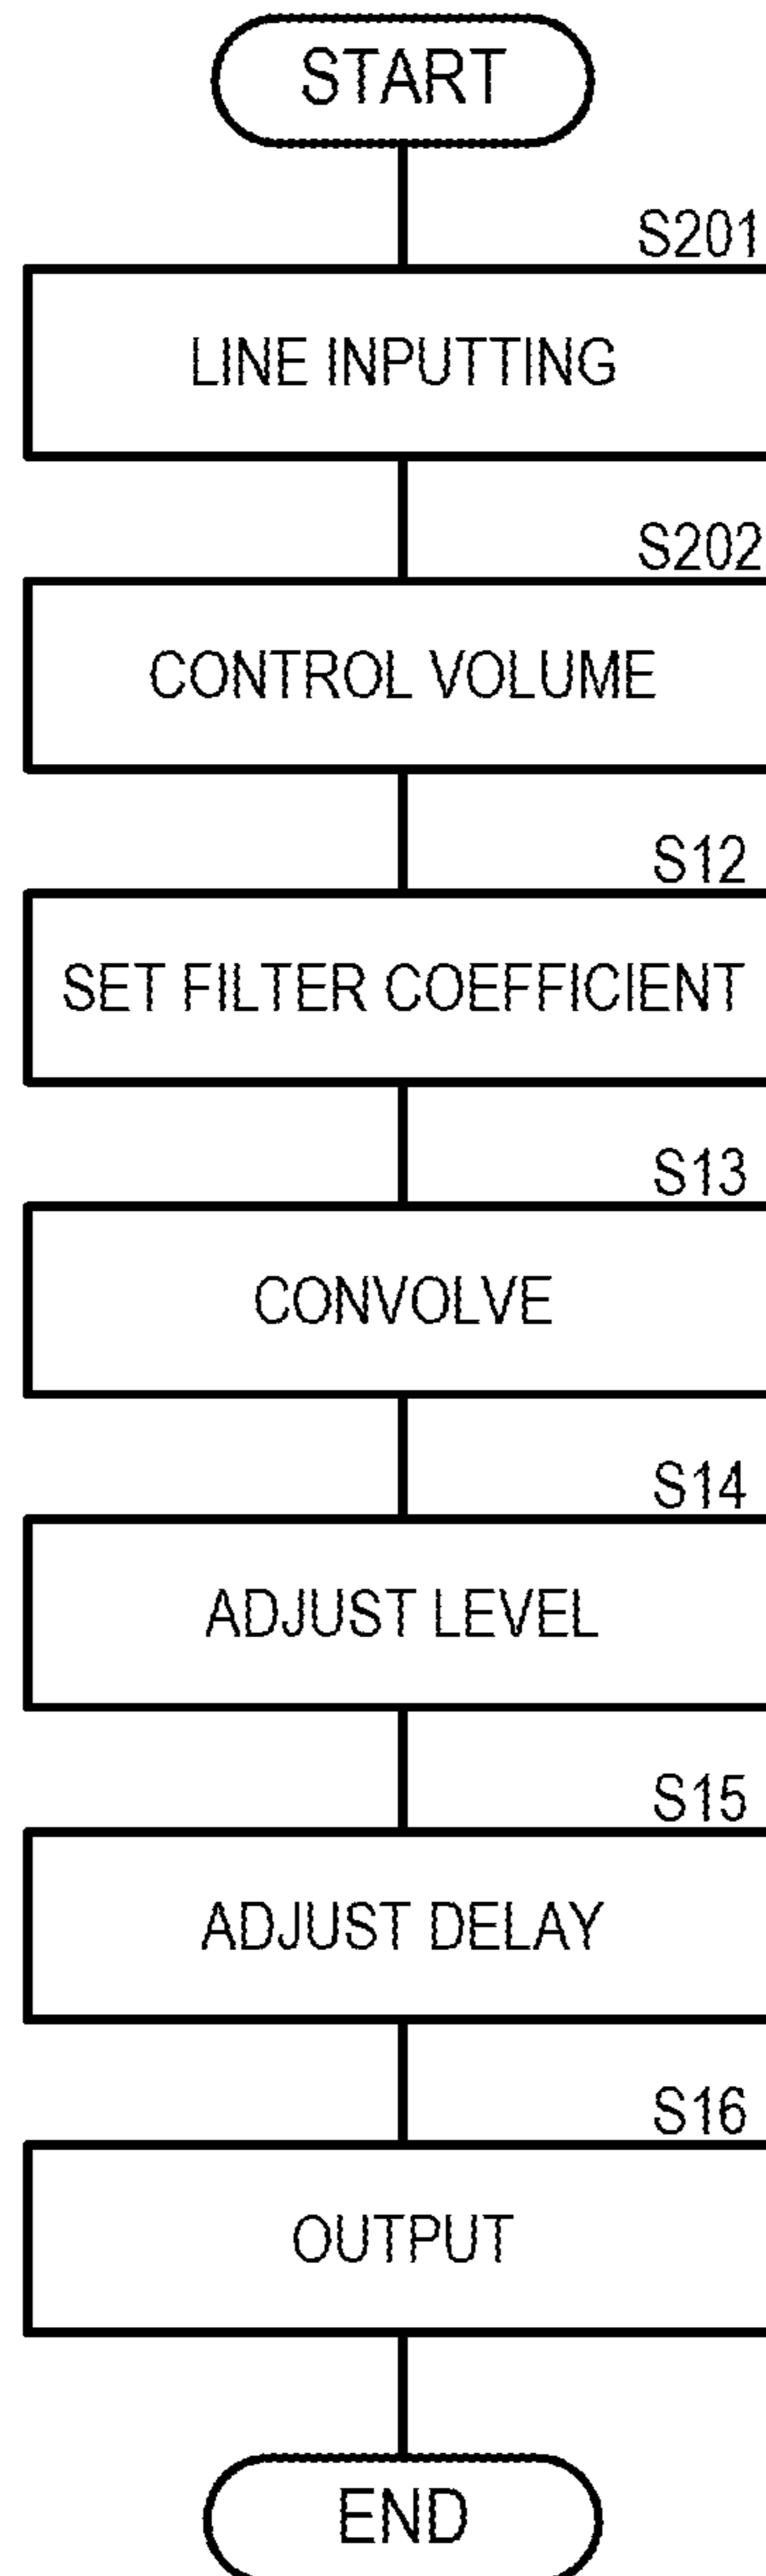 START
S201
LINE INPUTTING
S202
CONTROL VOLUME
S12
SET FILTER COEFFICIENT
S13
CONVOLVE
S14
ADJUST LEVEL
S15
ADJUST DELAY
S16
OUTPUT
END